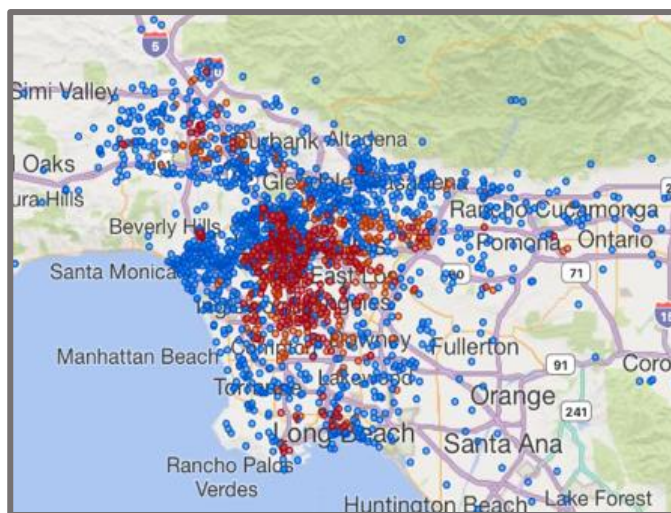 5
Simi Valley
Burbank
Altadena
Oaks
Glendale
Pasadena
Rancho Cucamonga
Beverly Hills
Pomona
Ontario
Santa Monica
East Los
Angeles
71
15
Manhattan Beach
Compton
Downey
Fullerton
91
Torrance
Lakewood
Orange
241
Long Beach
Santa Ana
Rancho Palos
Verdes
Huntington Beach
Lake Forest